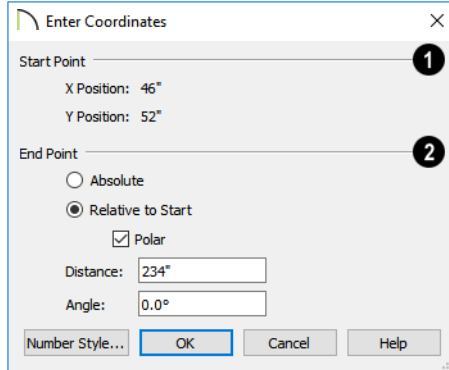 Enter Coordinates
Start Point
1
X Position: 46"
Y Position: 52"
End Point
2
Absolute
Relative to Start
Polar
Distance: 234"
Angle: 0.0°
Number Style... OK Cancel Help